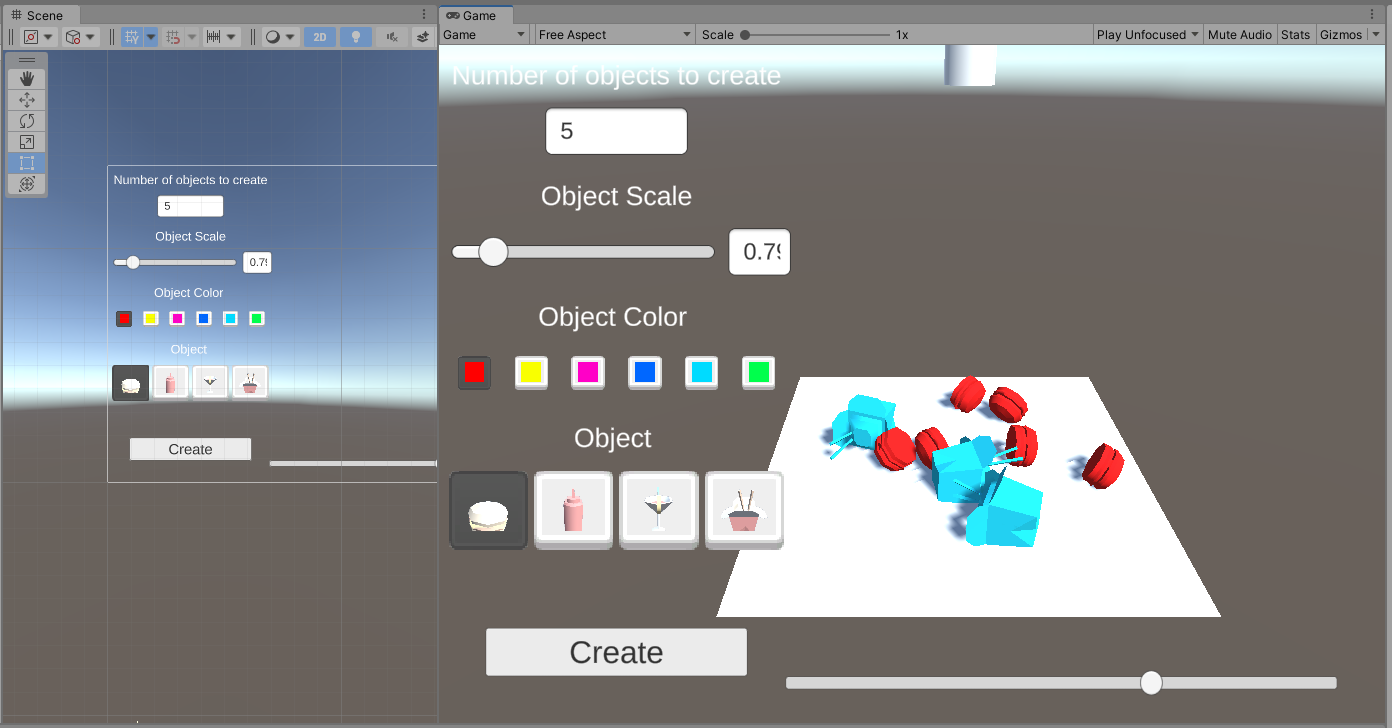 Scene
Game
2D
Game
Free Aspect
Scale
1x
Play Unfocused
Mute Audio
Stats
Gizmos
Number of objects to create
5
Object Scale
0.79
Object Color
Object
Create
Number of objects to create
5
Object Scale
0.79
Object Color
Object
Create